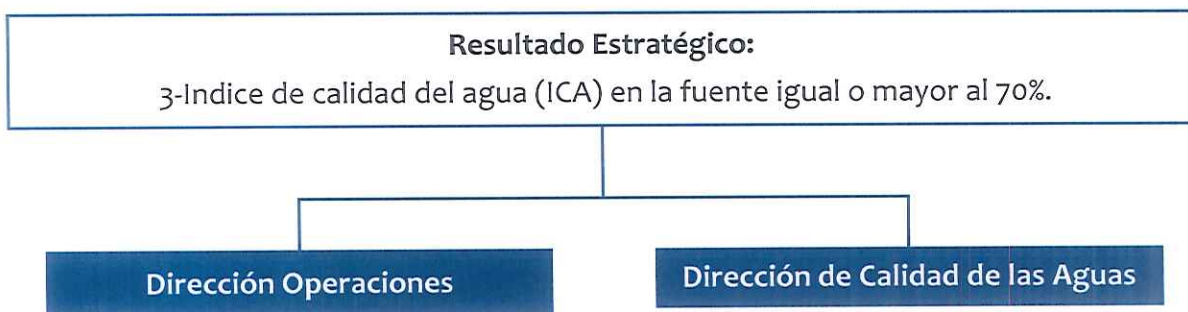 Resultado Estratégico:
3-Indice de calidad del agua (ICA) en la fuente igual o mayor al 70%.
Dirección Operaciones
Dirección de Calidad de las Aguas